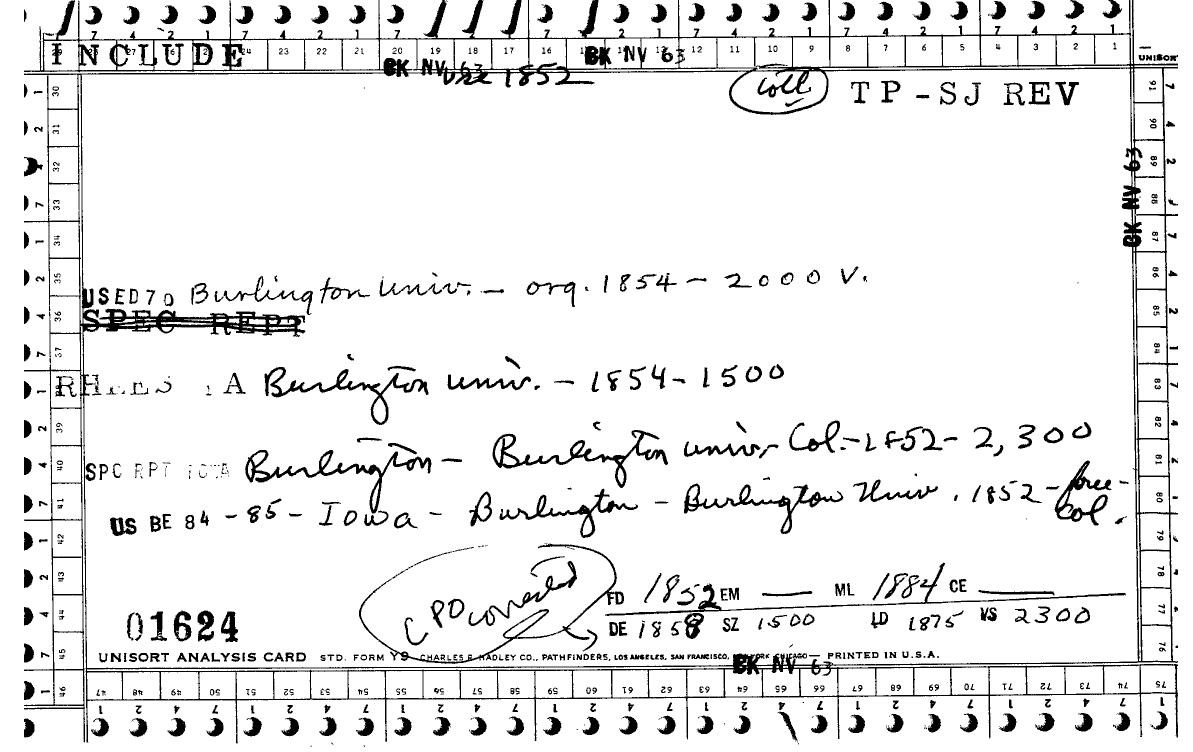 INCLUDE
BK NV 63 BK NV 63
Use 1852
Coll TP-SJ REV
BK NV 63
USED70 Burlington Univ. — org. 1854 — 2000 V.
SPEC REPT
RHEES IA Burlington Univ. — 1854 — 1500
SPC RPT IOWA Burlington — Burlington Univ, Col. — 1852 — 2,300
US BE 84 - 85 - Iowa - Burlington - Burlington Univ. 1852 - free -
Col.
CPO corrected
FD 1852 EM — ML 1884 CE
DE 1858 SZ 1500 LD 1875 VS 2300
01624
UNISORT ANALYSIS CARD STD. FORM Y9 CHARLES R. HADLEY CO., PATHFINDERS, LOS ANGELES, SAN FRANCISCO, NEW YORK, CHICAGO — PRINTED IN U.S.A.
BK NV 63